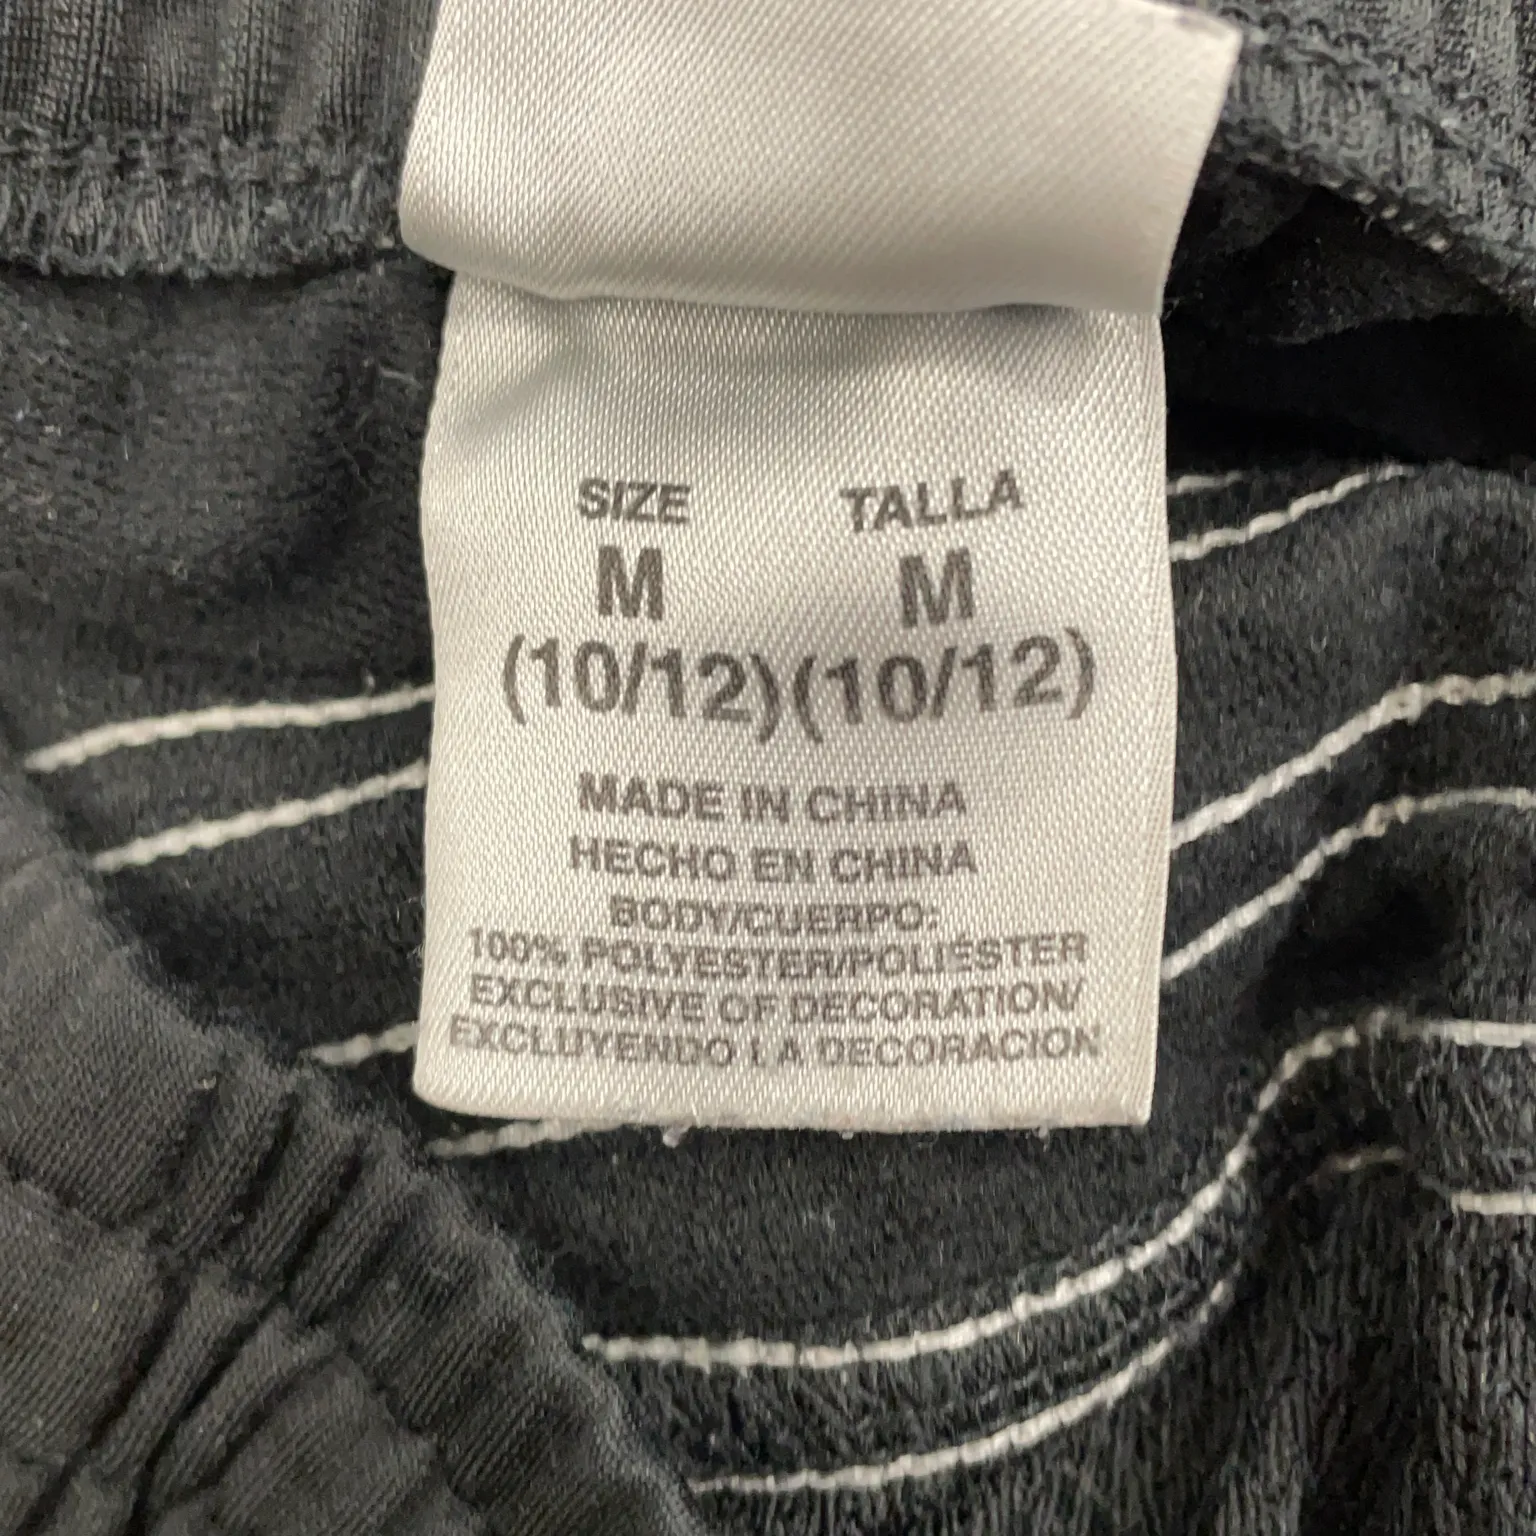 SIZE TALLA
M M
(10/12)(10/12)
MADE IN CHINA
HECHO EN CHINA
BODY/CUERPO:
100% POLYESTER/POLIESTER
EXCLUSIVE OF DECORATION/
EXCLUYENDO LA DECORACION